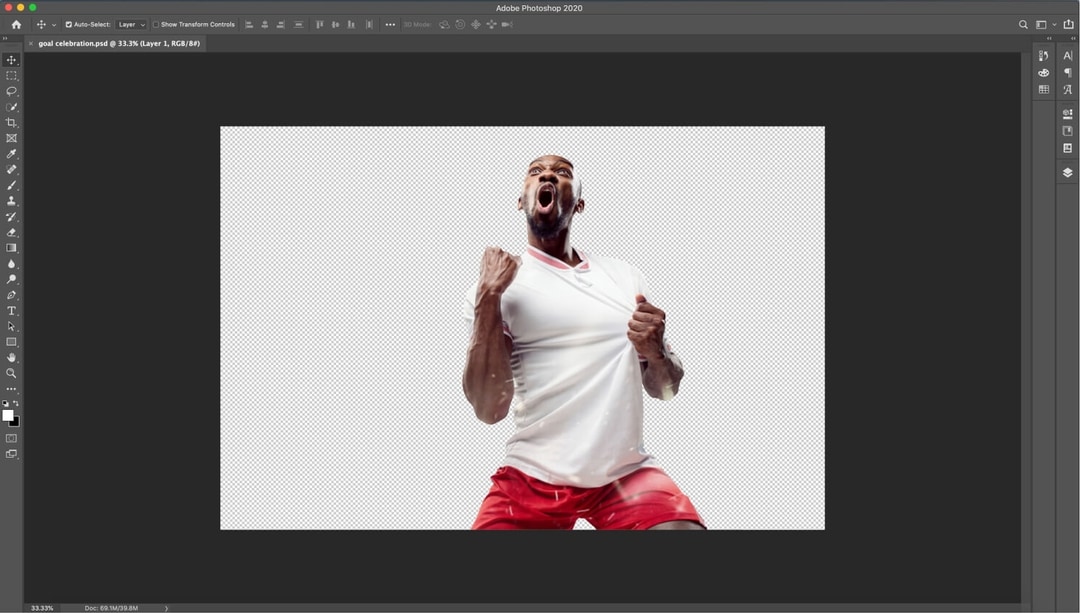 Adobe Photoshop 2020
Auto-Select: Layer Show Transform Controls 3D Mode:
goal celebration.psd @ 33.3% (Layer 1, RGB/8#)
33.33% Doc: 69.1M/39.8M